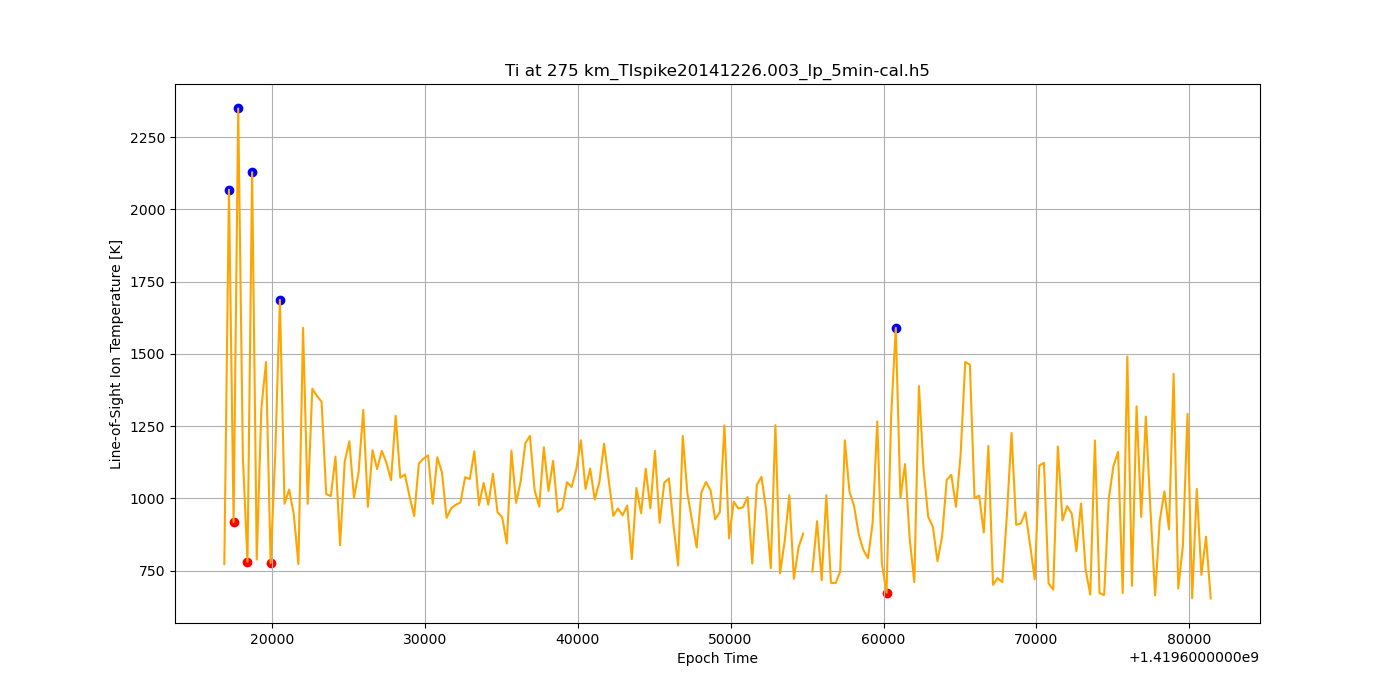 Ti at 275 km_TIspike20141226.003_lp_5min-cal.h5
Line-of-Sight Ion Temperature [K]
2250
2000
1750
1500
1250
1000
750
20000 30000 40000 50000 60000 70000 80000
Epoch Time
+1.4196000000e9